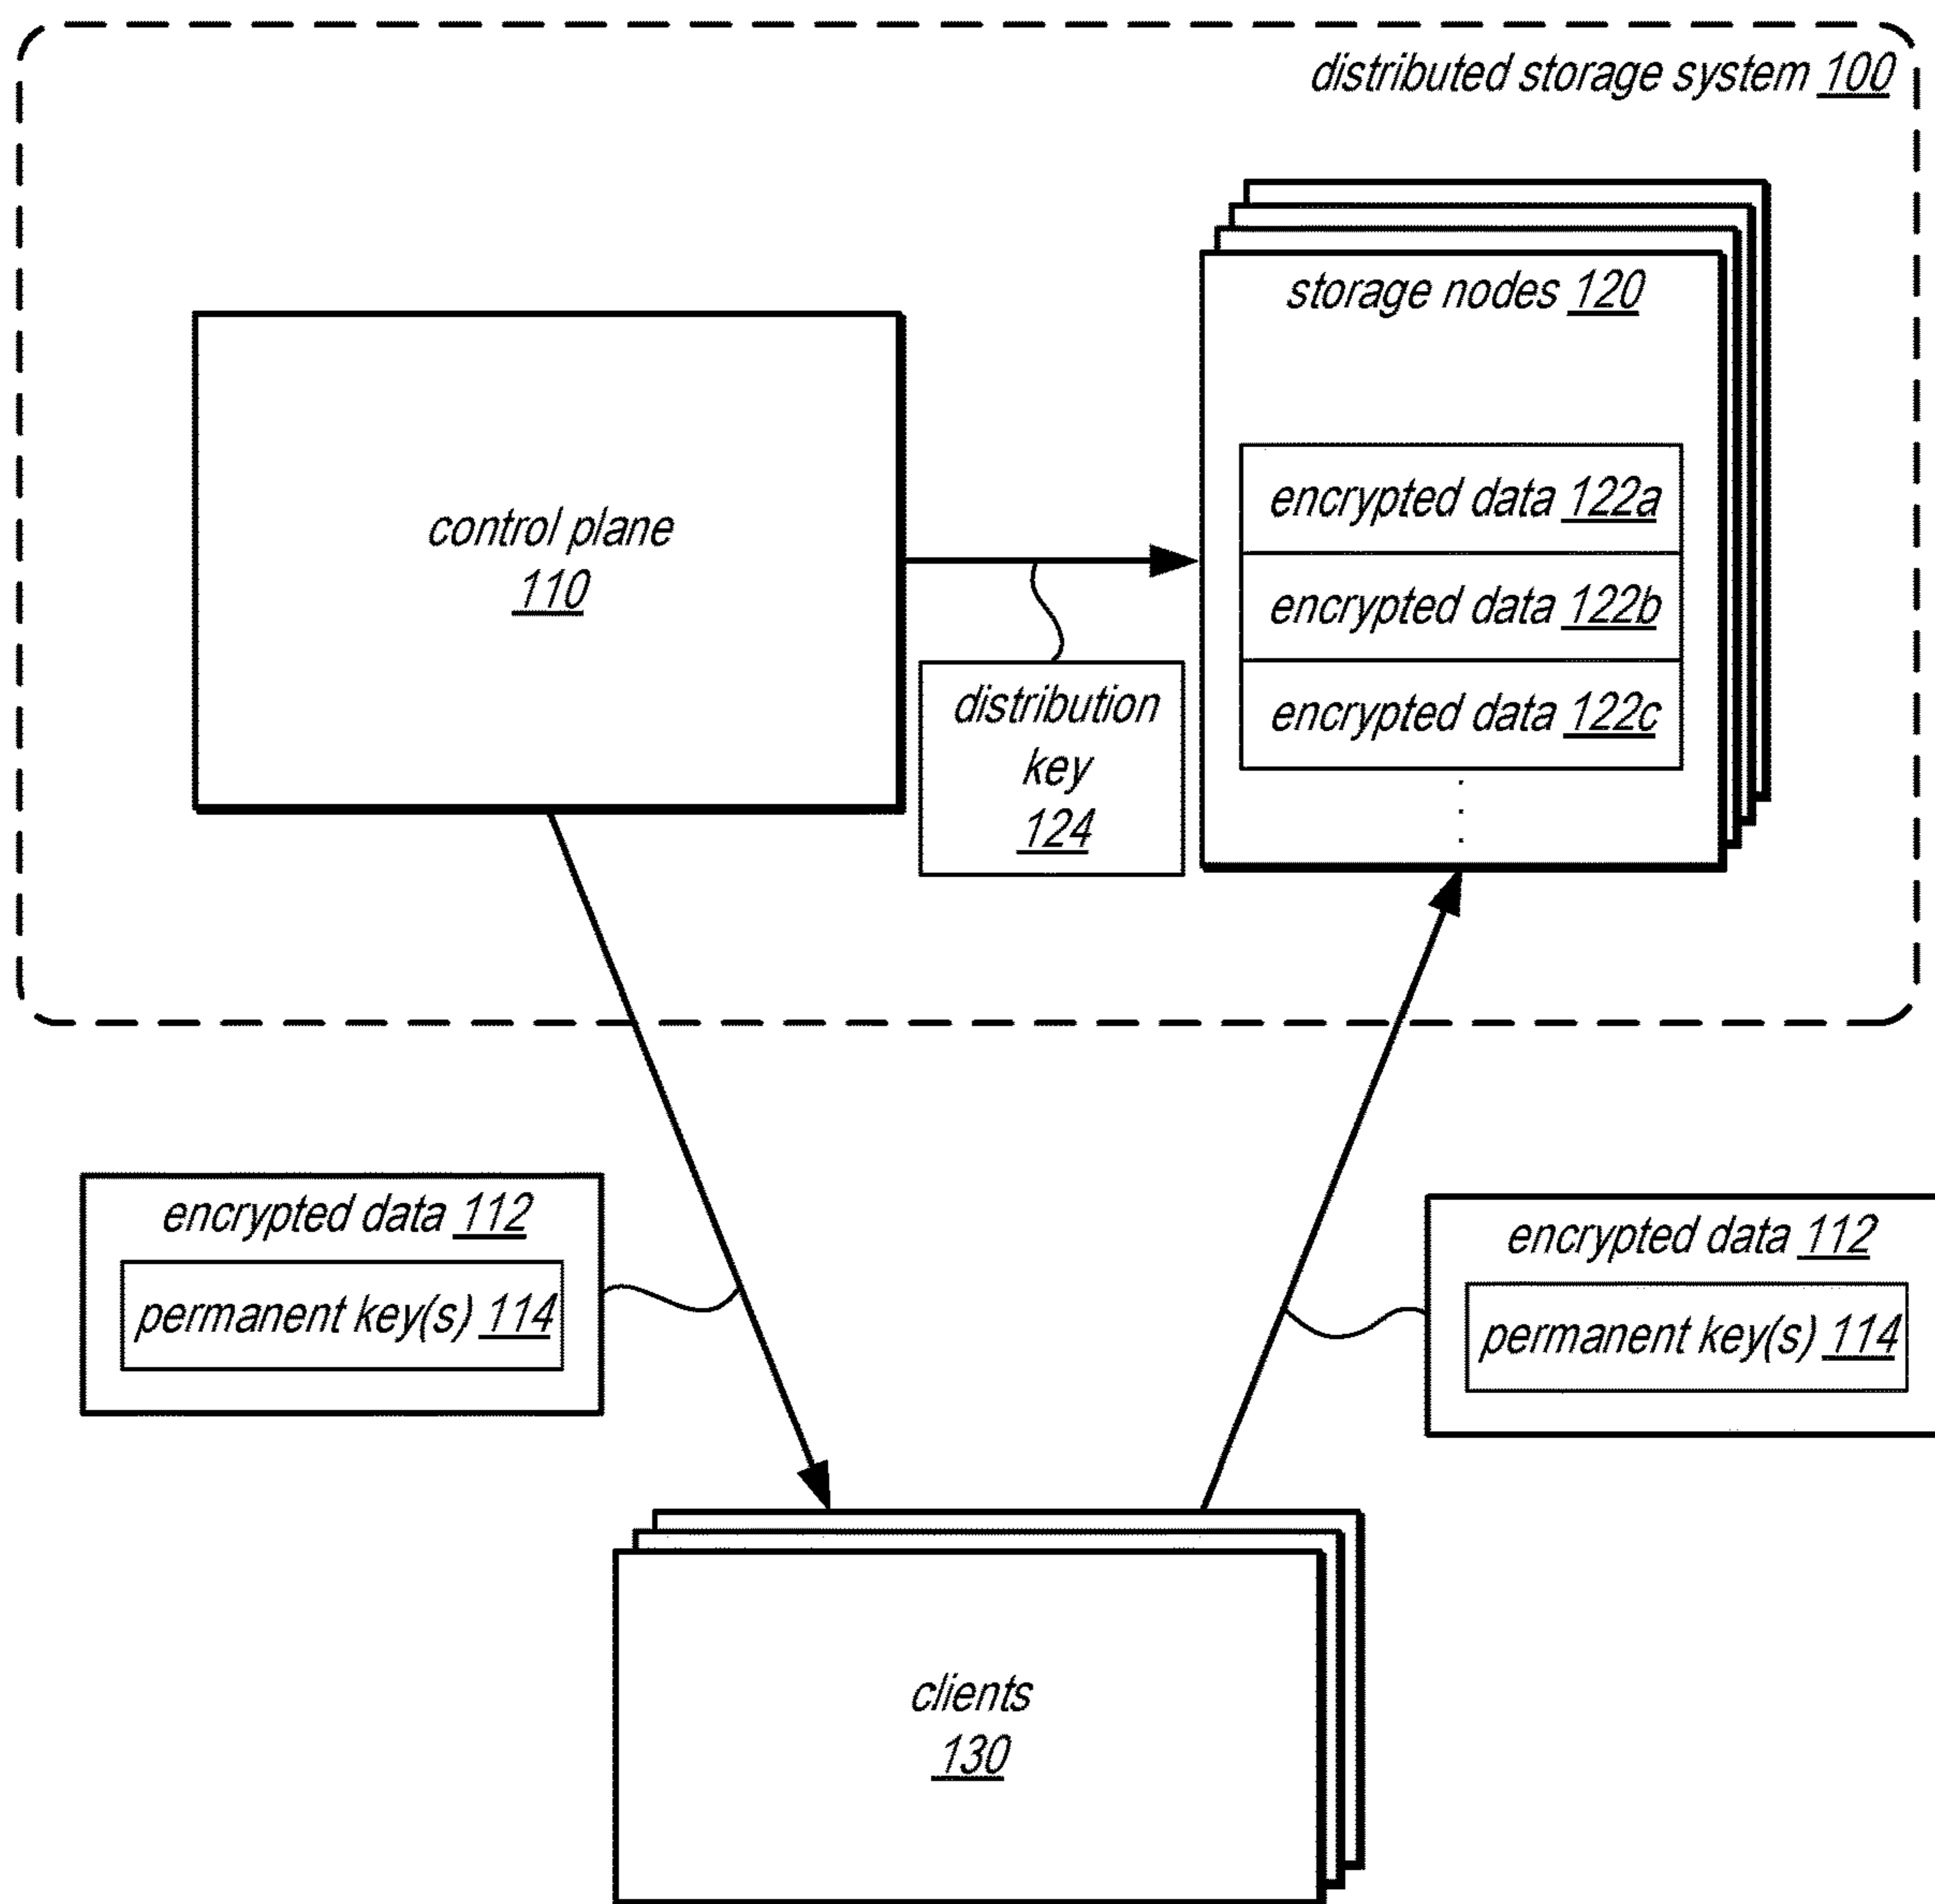 distributed storage system 100
storage nodes 120
control plane
110
encrypted data 122a
encrypted data 122b
encrypted data 122c
distribution
key
124
encrypted data 112
permanent key(s) 114
encrypted data 112
permanent key(s) 114
clients
130